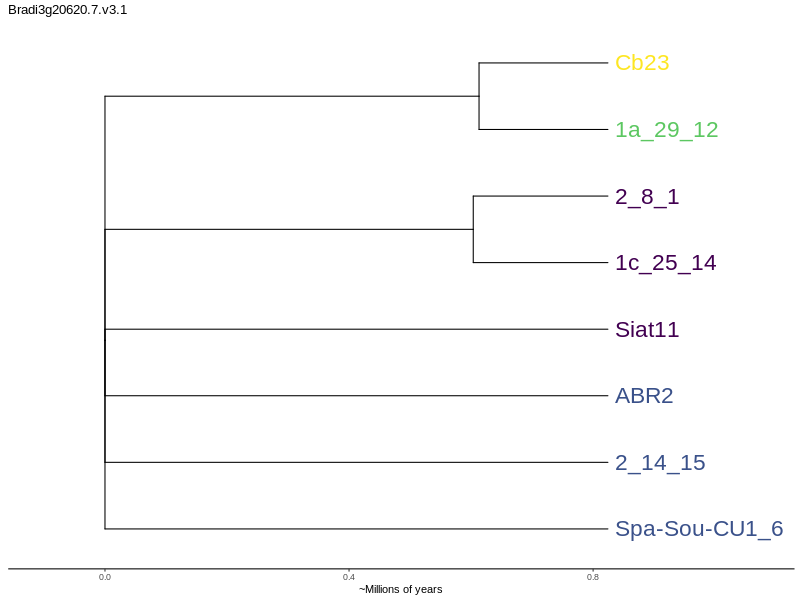 Bradi3g20620.7.v3.1
Cb23
1a_29_12
2_8_1
1c_25_14
Siat11
ABR2
2_14_15
Spa-Sou-CU1_6
0.0 0.4 0.8
~Millions of years